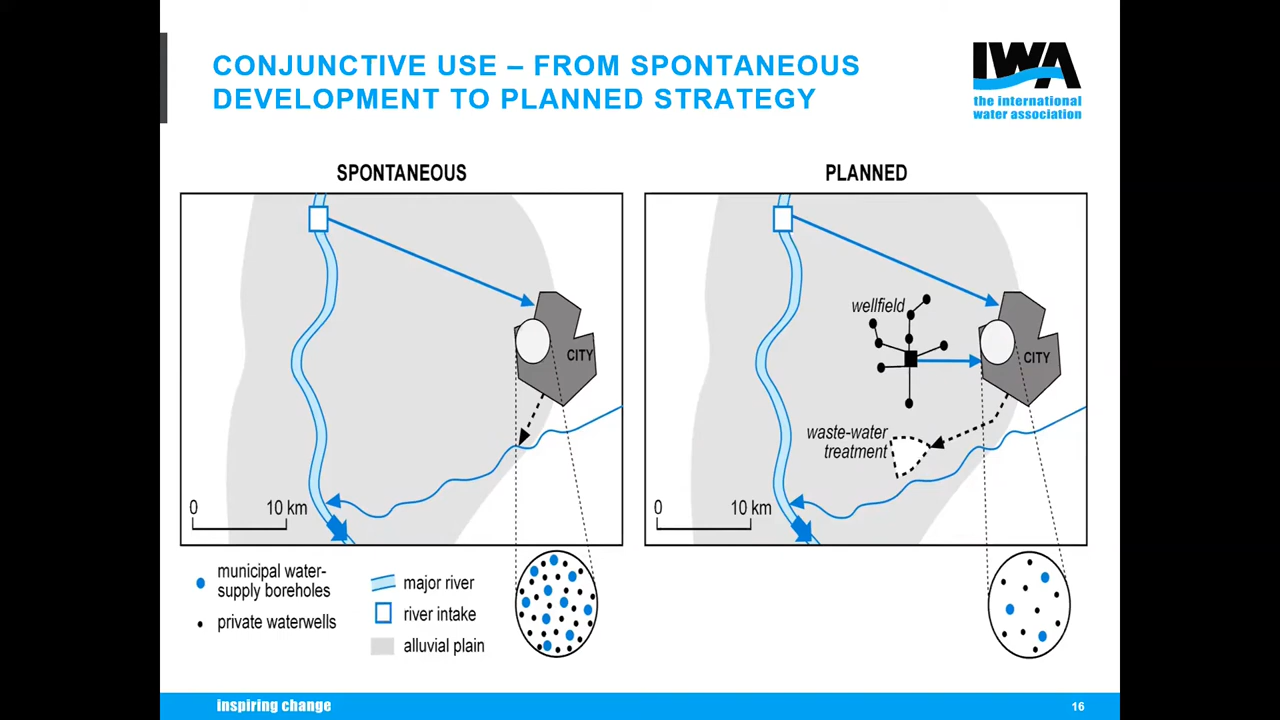 CONJUNCTIVE USE – FROM SPONTANEOUS
DEVELOPMENT TO PLANNED STRATEGY
IWA
the international
water association
SPONTANEOUS
CITY
0 10 km
PLANNED
wellfield
CITY
waste-water
treatment
0 10 km
municipal water-
supply boreholes
private waterwells
major river
river intake
alluvial plain
inspiring change
16